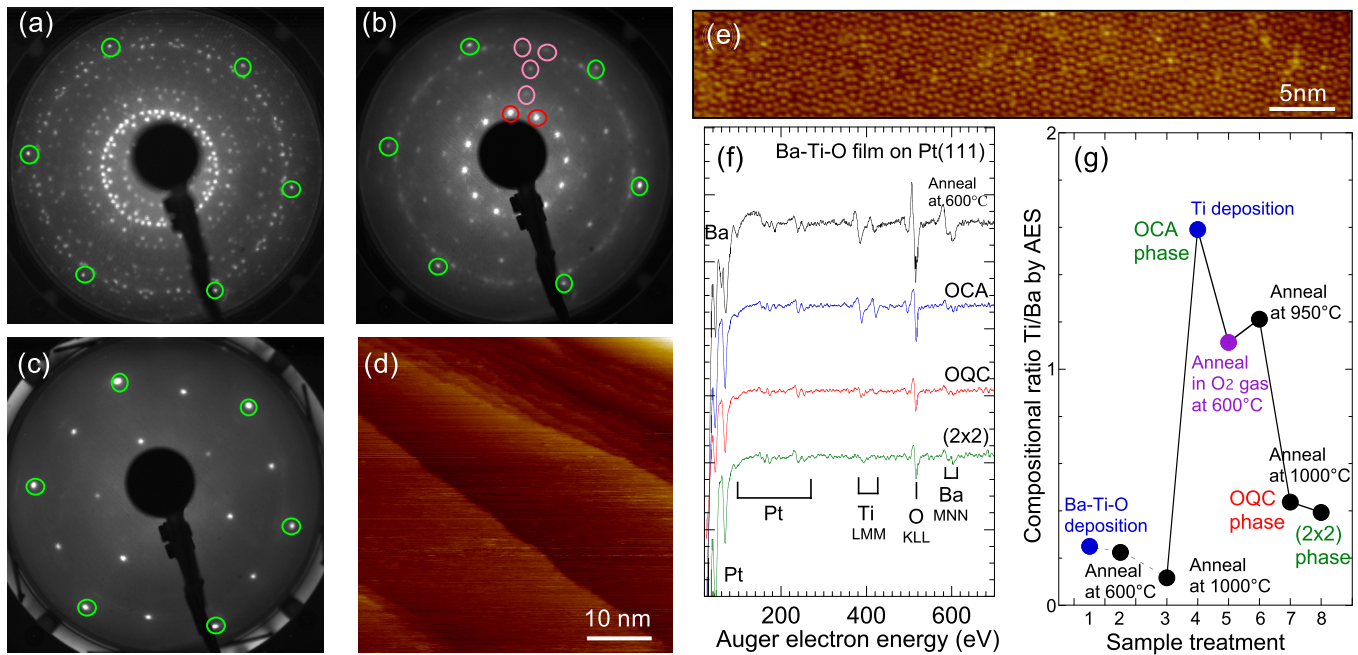 (a)
(b)
(c)
(d)
10 nm
(e)
5nm
(f)
Ba-Ti-O film on Pt(111)
Anneal
at 600°C
Ba
OCA
OQC
(2x2)
Pt
Ti
LMM
O
KLL
Ba
MNN
Pt
200
400
600
Auger electron energy (eV)
(g)
Compositional ratio Ti/Ba by AES
2
1
0
Ti deposition
OCA
phase
Anneal
at 950°C
Anneal
in O2 gas
at 600°C
Anneal
at 1000°C
OQC
phase
(2x2)
phase
Ba-Ti-O
deposition
Anneal
at 600°C
Anneal
at 1000°C
1 2 3 4 5 6 7 8
Sample treatment